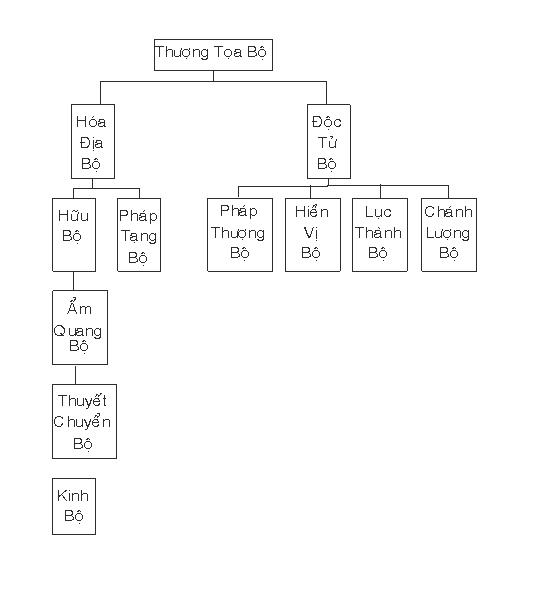 Thượng Tọa Bộ
Hóa
Địa
Bộ
Độc
Tử
Bộ
Hữu
Bộ
Pháp
Tạng
Bộ
Pháp
Thượng
Bộ
Hiển
Vị
Bộ
Lục
Thành
Bộ
Chánh
Lượng
Bộ
Ẩm
Quang
Bộ
Thuyết
Chuyển
Bộ
Kinh
Bộ